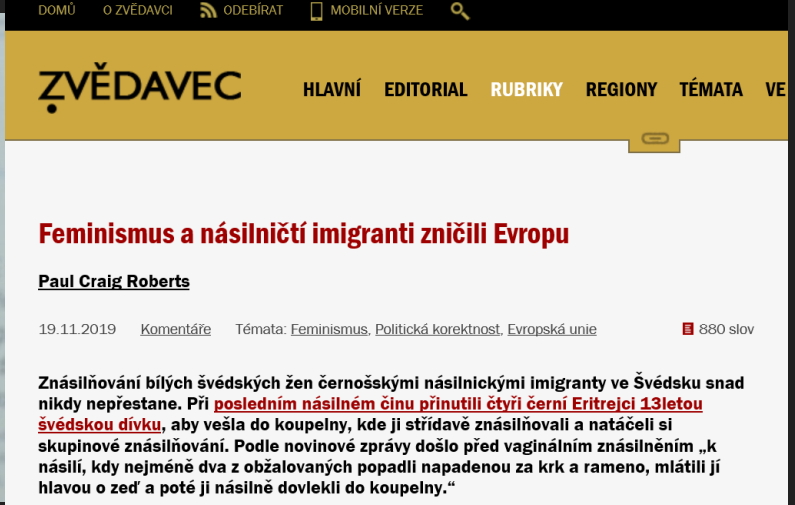 DOMŮ O ZVĚDAVCI ODEBÍRAT MOBILNÍ VERZE
ZVĚDAVEC
HLAVNÍ EDITORIAL RUBRIKY REGIONY TÉMATA VE
Feminismus a násilničtí imigranti zničili Evropu
Paul Craig Roberts
19.11.2019 Komentáře Témata: Feminismus, Politická korektnost, Evropská unie 880 slov
Znásilňování bílých švédských žen černošskými násilnickými imigranty ve Švédsku snad
nikdy nepřestane. Při posledním násilném činu přinutili čtyři černí Eritrejci 13letou
švédskou dívku, aby vešla do koupelny, kde ji střídavě znásilňovali a natáčeli si
skupinové znásilňování. Podle novinové zprávy došlo před vaginálním znásilněním „k
násilí, kdy nejméně dva z obžalovaných popadli napadenou za krk a rameno, mlátili jí
hlavou o zeď a poté ji násilně dovlekli do koupelny.“